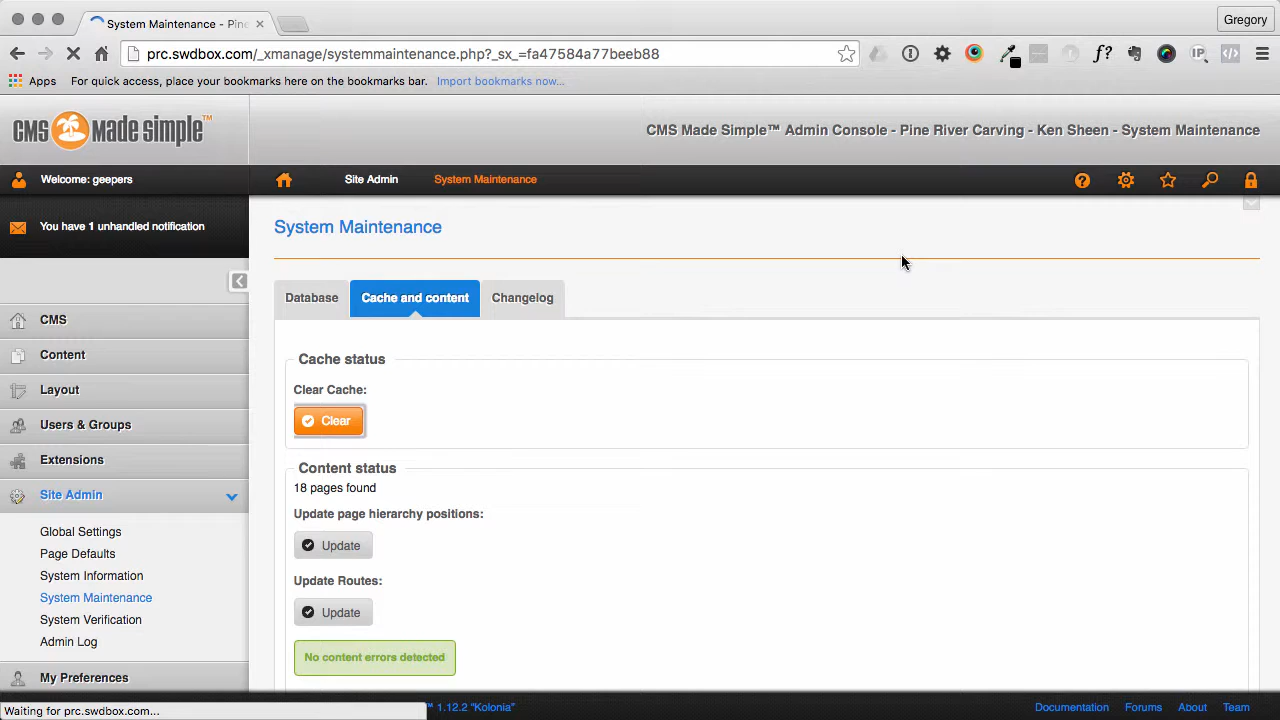 System Maintenance - Pine
Gregory
prc.swdbox.com/_xmanage/systemmaintenance.php?_sx_=fa47584a77beeb88
f?
IP
Apps
For quick access, place your bookmarks here on the bookmarks bar. Import bookmarks now...
CMS made simple™
CMS Made Simple™ Admin Console - Pine River Carving - Ken Sheen - System Maintenance
Welcome: geepers
Site Admin
System Maintenance
You have 1 unhandled notification
System Maintenance
Database
Cache and content
Changelog
CMS
Content
Layout
Users & Groups
Extensions
Site Admin
Global Settings
Page Defaults
System Information
System Maintenance
System Verification
Admin Log
My Preferences
Cache status
Clear Cache:
Clear
Content status
18 pages found
Update page hierarchy positions:
Update
Update Routes:
Update
No content errors detected
Waiting for prc.swdbox.com...
™ 1.12.2 "Kolonia"
Documentation
Forums
About
Team